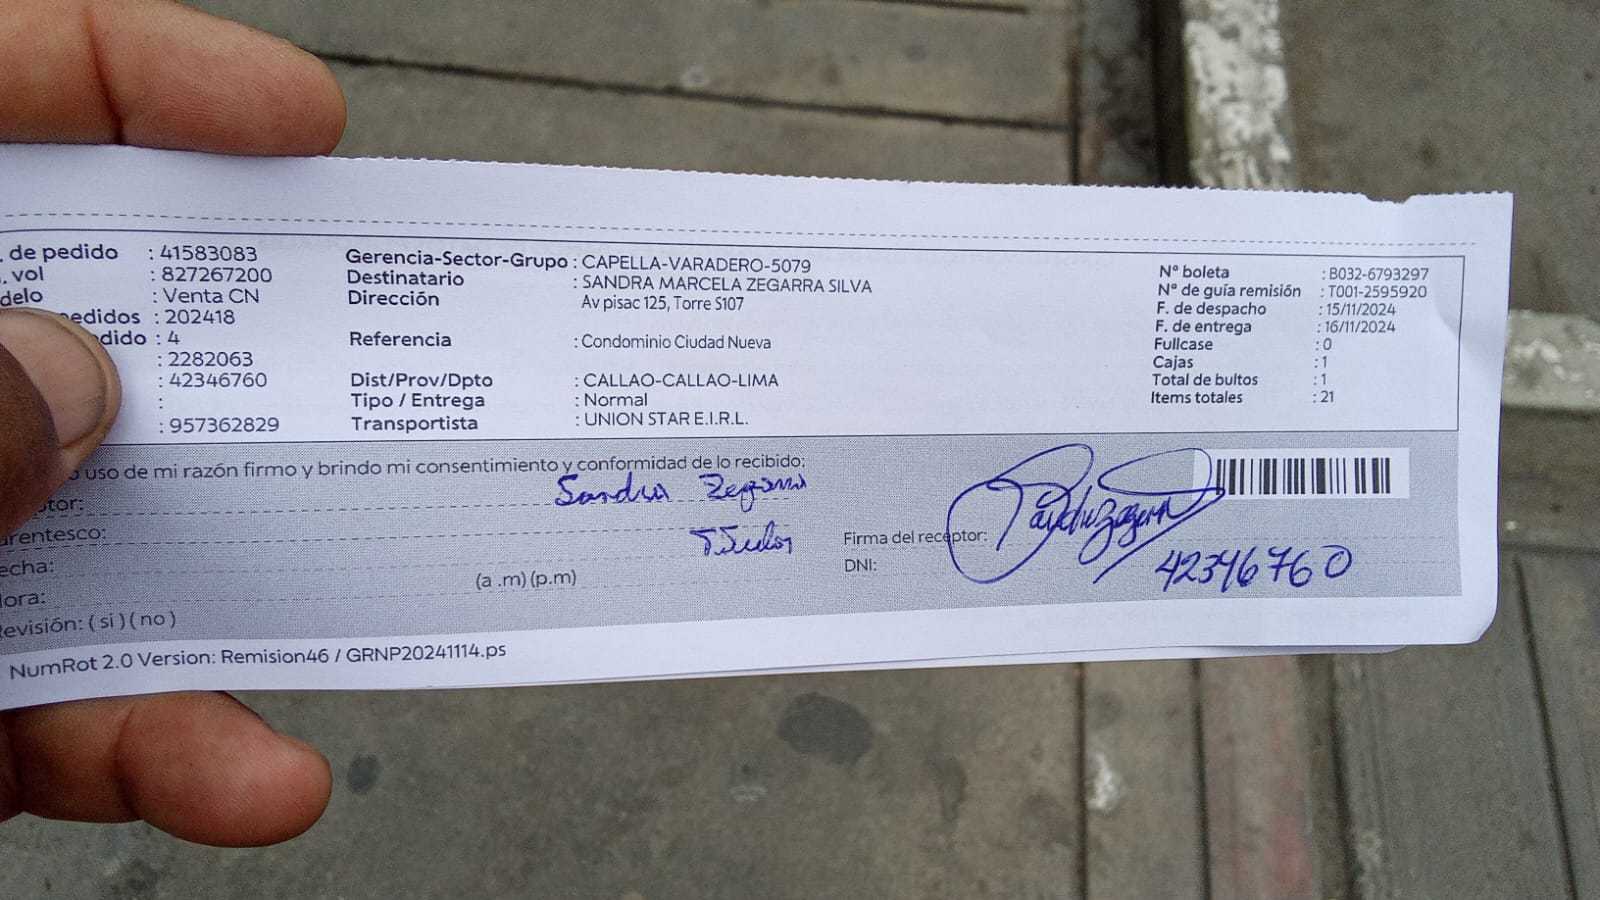 . de pedido : 41583083
. vol : 827267200
delo : Venta CN
edidos : 202418
dido : 4
: 2282063
: 42346760
:
: 957362829
Gerencia-Sector-Grupo : CAPELLA-VARADERO-5079
Destinatario : SANDRA MARCELA ZEGARRA SILVA
Dirección Av pisac 125, Torre S107
Referencia : Condominio Ciudad Nueva
Dist/Prov/Dpto : CALLAO-CALLAO-LIMA
Tipo / Entrega : Normal
Transportista : UNION STAR E.I.R.L.
N° boleta : B032-6793297
N° de guía remisión : T001-2595920
F. de despacho : 15/11/2024
F. de entrega : 16/11/2024
Fullcase : 0
Cajas : 1
Total de bultos : 1
Items totales : 21
uso de mi razón firmo y brindo mi consentimiento y conformidad de lo recibido:
ptor: Sandra Zegarra
arentesco: Titular
echa:
ora: (a .m) (p.m)
evisión: ( si ) ( no )
Firma del receptor:
DNI: 42346760
NumRot 2.0 Version: Remision46 / GRNP20241114.ps